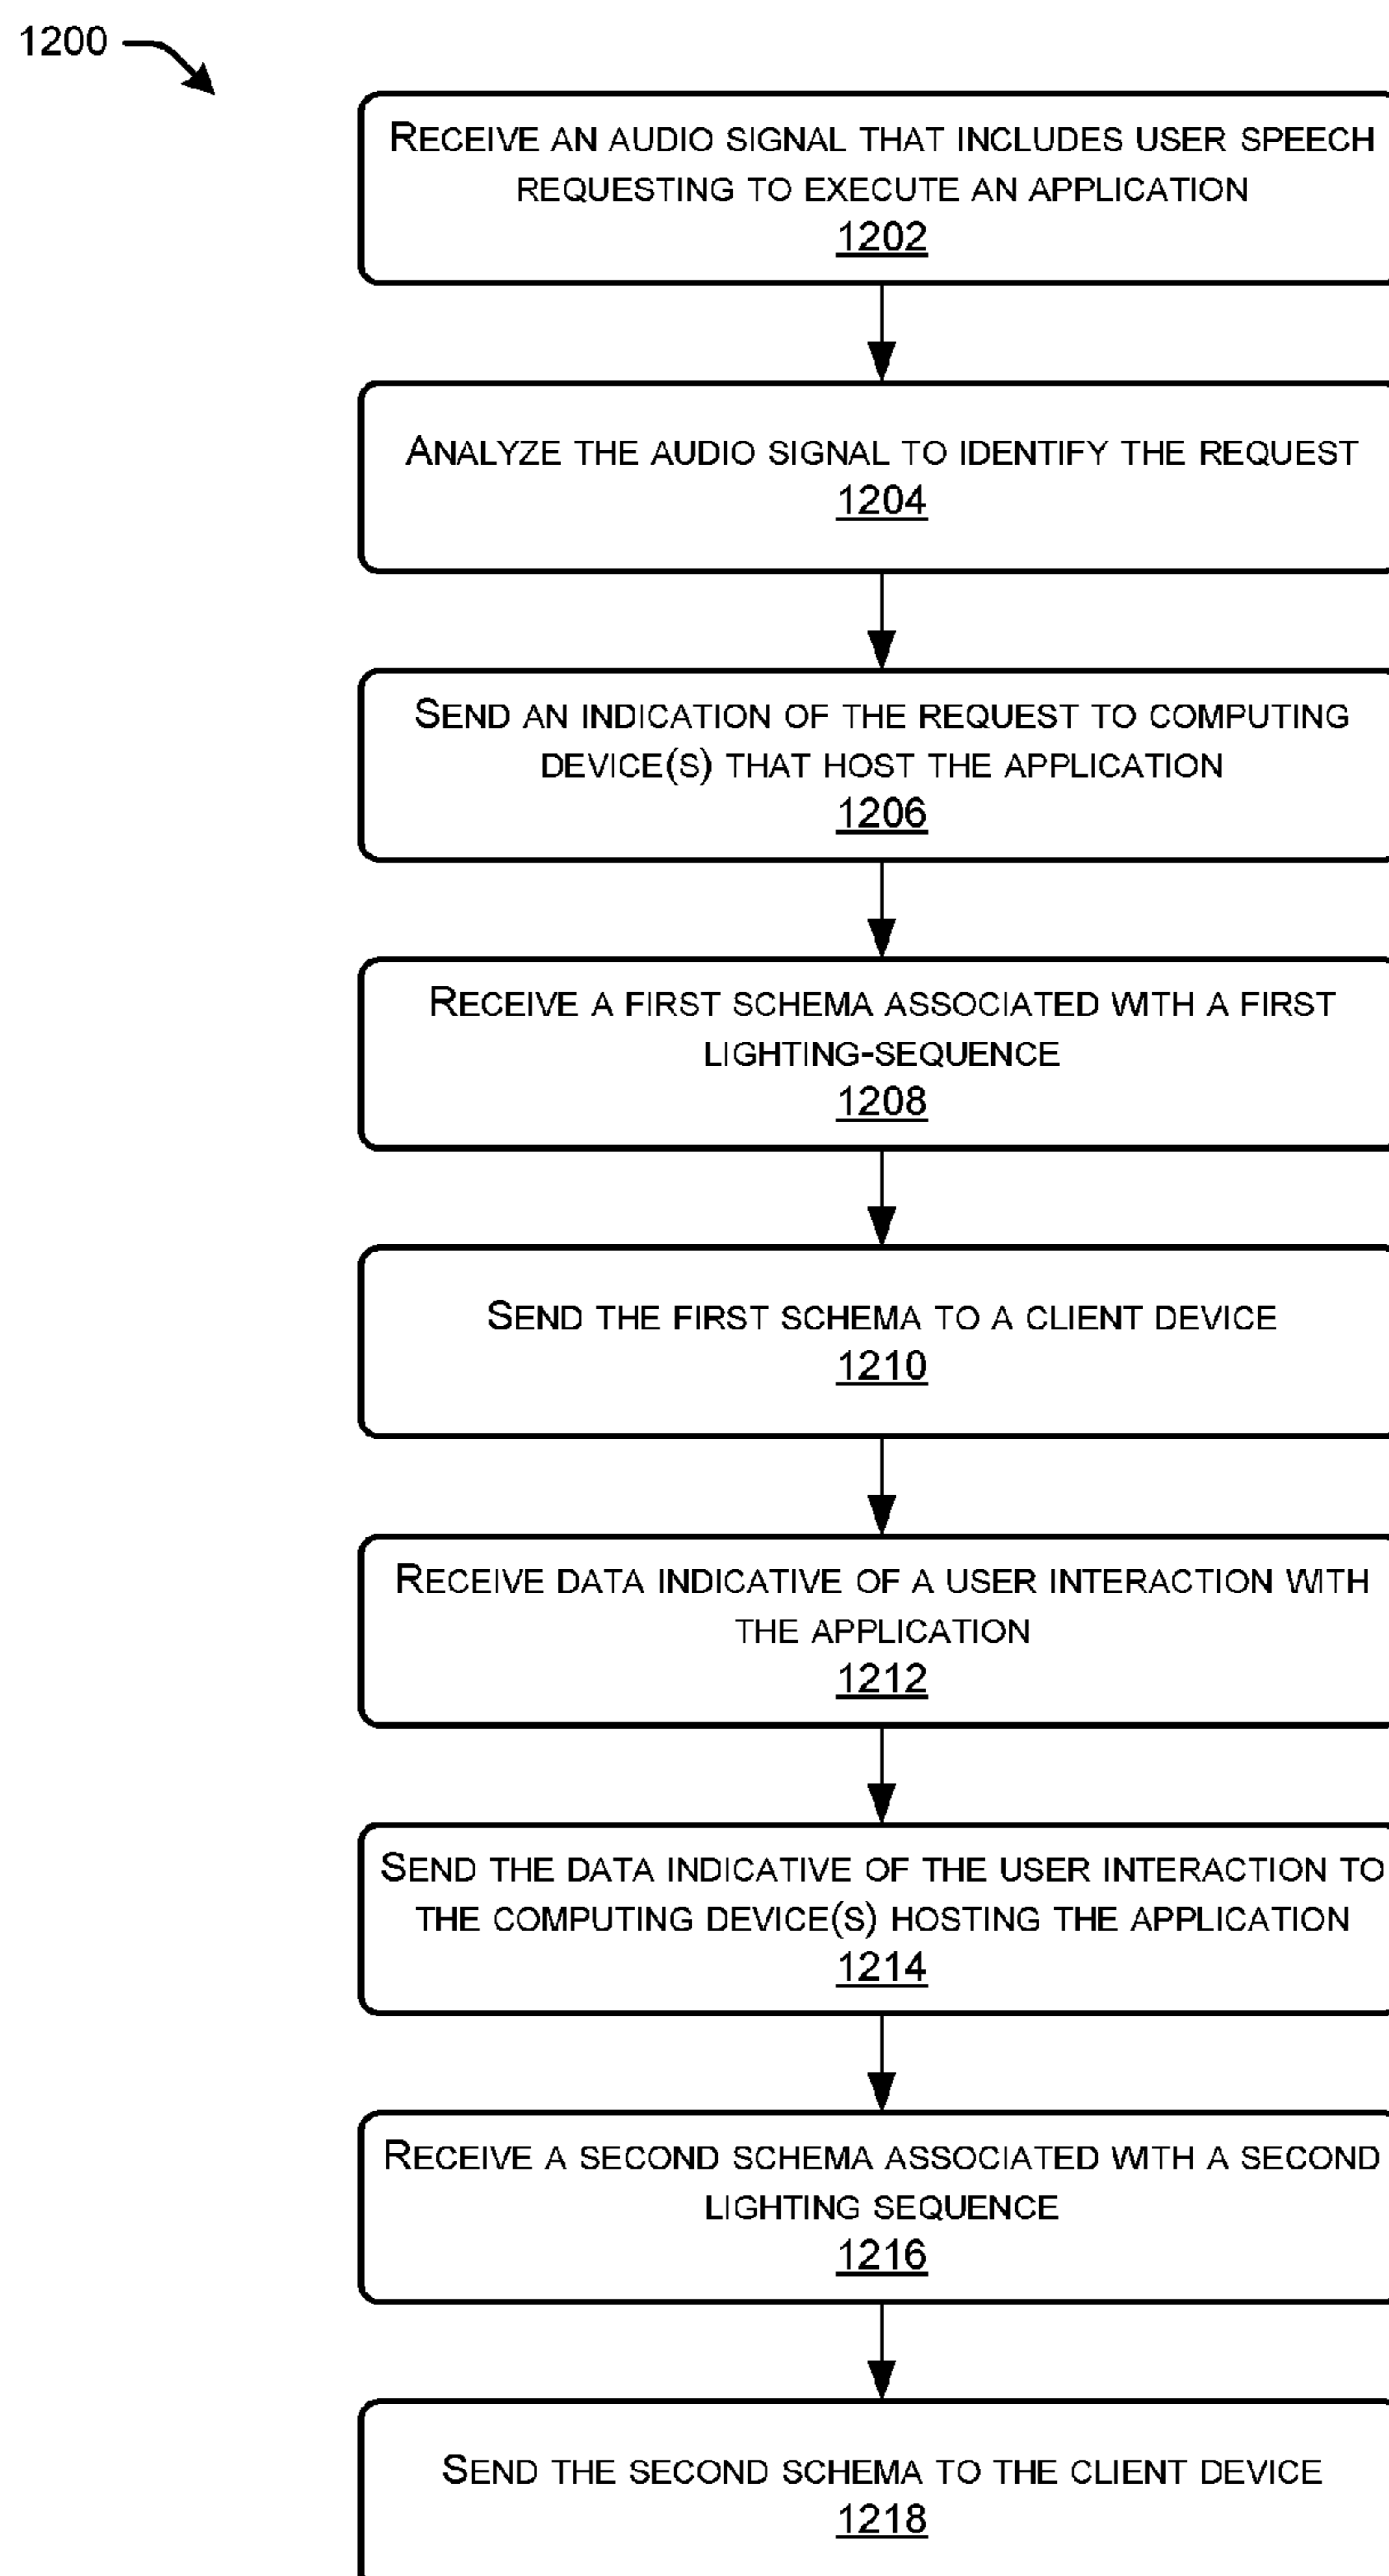 1200
RECEIVE AN AUDIO SIGNAL THAT INCLUDES USER SPEECH
REQUESTING TO EXECUTE AN APPLICATION
1202
ANALYZE THE AUDIO SIGNAL TO IDENTIFY THE REQUEST
1204
SEND AN INDICATION OF THE REQUEST TO COMPUTING
DEVICE(S) THAT HOST THE APPLICATION
1206
RECEIVE A FIRST SCHEMA ASSOCIATED WITH A FIRST
LIGHTING-SEQUENCE
1208
SEND THE FIRST SCHEMA TO A CLIENT DEVICE
1210
RECEIVE DATA INDICATIVE OF A USER INTERACTION WITH
THE APPLICATION
1212
SEND THE DATA INDICATIVE OF THE USER INTERACTION TO
THE COMPUTING DEVICE(S) HOSTING THE APPLICATION
1214
RECEIVE A SECOND SCHEMA ASSOCIATED WITH A SECOND
LIGHTING SEQUENCE
1216
SEND THE SECOND SCHEMA TO THE CLIENT DEVICE
1218